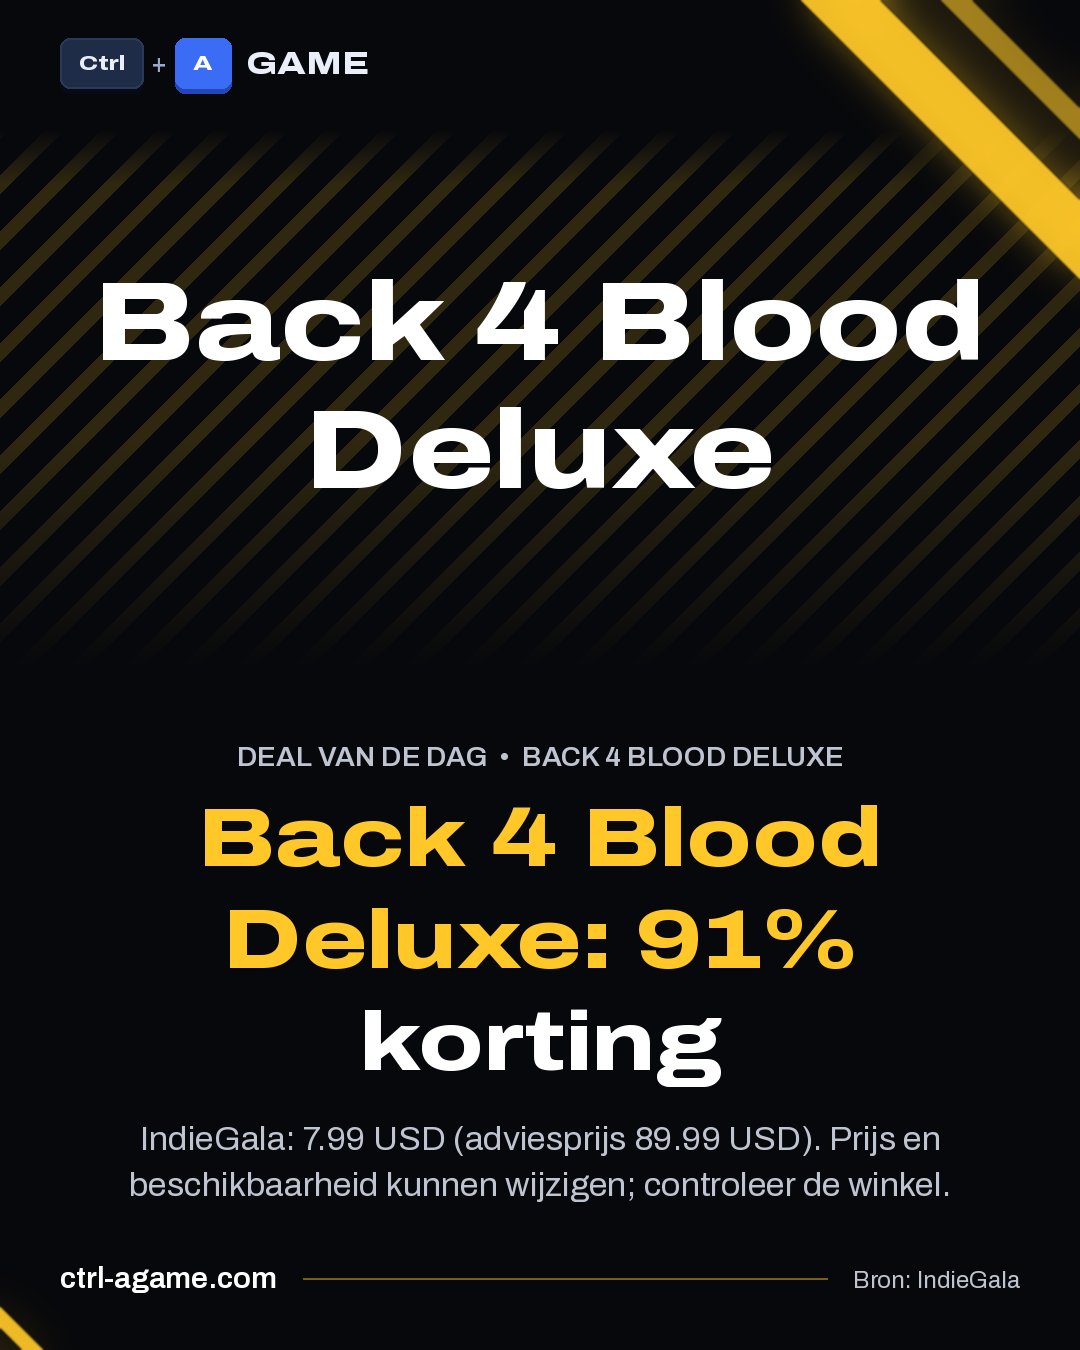 Ctrl + A GAME
Back 4 Blood
Deluxe
DEAL VAN DE DAG • BACK 4 BLOOD DELUXE
Back 4 Blood
Deluxe: 91%
korting
IndieGala: 7.99 USD (adviesprijs 89.99 USD). Prijs en
beschikbaarheid kunnen wijzigen; controleer de winkel.
ctrl-agame.com
Bron: IndieGala